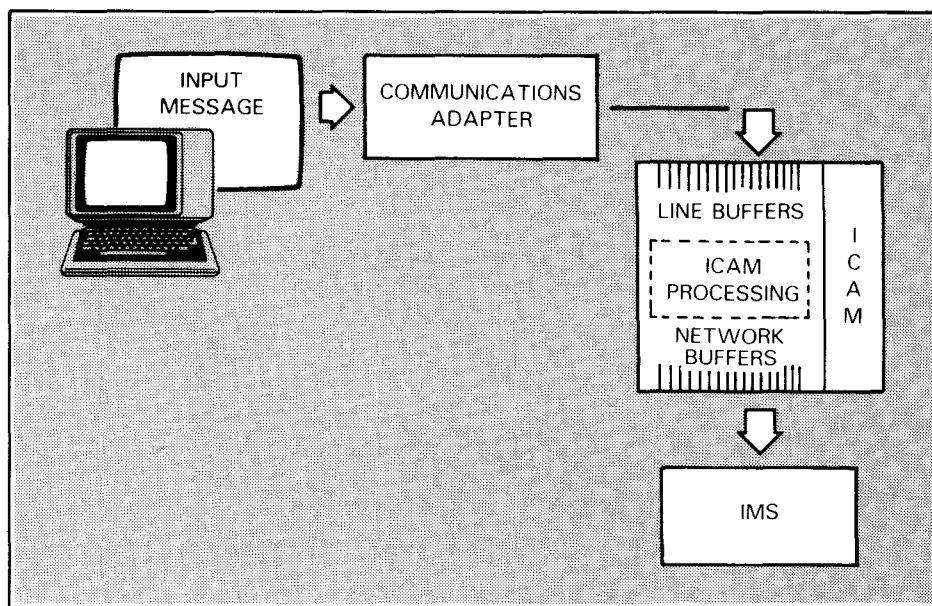 INPUT
MESSAGE
COMMUNICATIONS
ADAPTER
LINE BUFFERS
ICAM
PROCESSING
NETWORK
BUFFERS
I
C
A
M
IMS